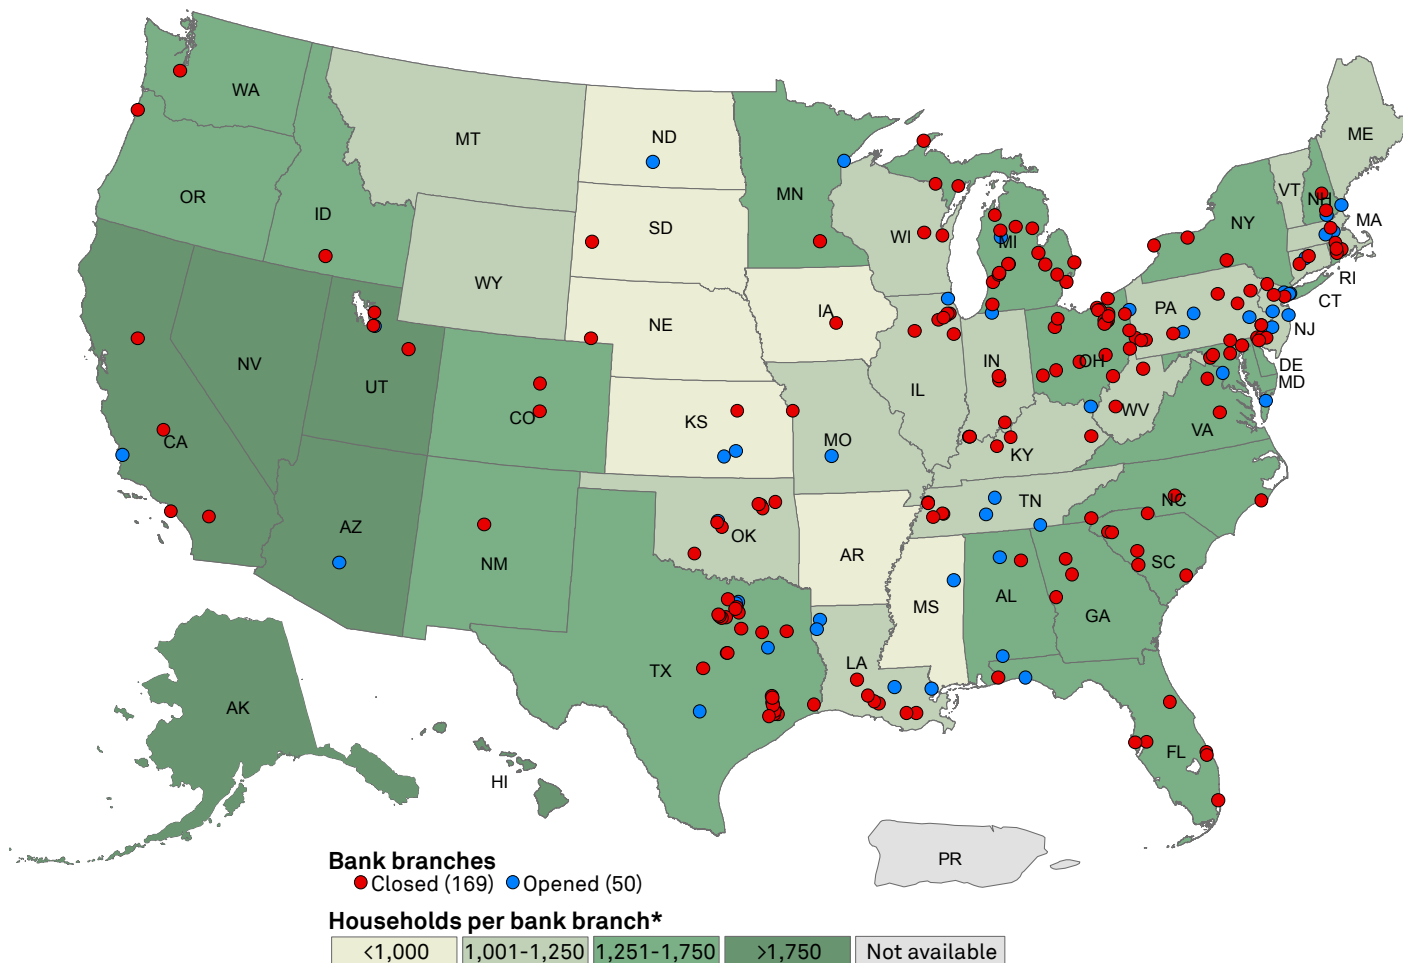 WA
MT
ND
ME
MN
VT
NH
OR
ID
SD
WI
MI
NY
MA
WY
RI
CT
NE
IA
PA
NJ
NV
UT
CO
KS
MO
IL
IN
OH
DE
MD
WV
VA
CA
KY
AZ
NM
OK
AR
TN
NC
SC
MS
AL
GA
TX
LA
AK
HI
FL
PR
Bank branches
Closed (169) Opened (50)
Households per bank branch*
<1,000 1,001-1,250 1,251-1,750 >1,750 Not available